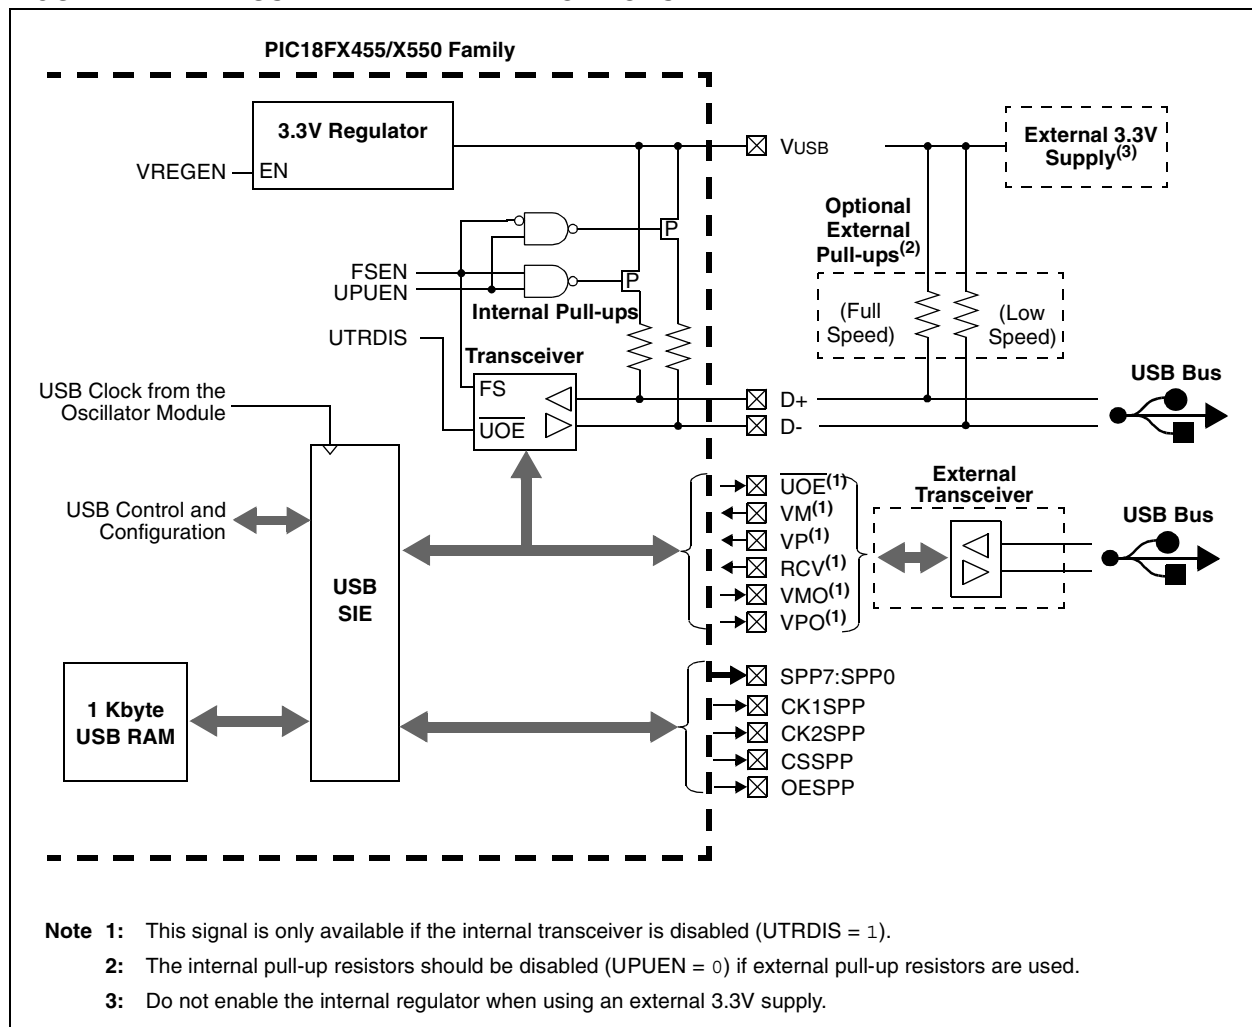 PIC18FX455/X550 Family
3.3V Regulator
EN
VREGEN
VUSB
External 3.3V
Supply(3)
Optional
External
Pull-ups(2)
P
P
FSEN
UPUEN
Internal Pull-ups
(Full
Speed)
(Low
Speed)
UTRDIS
Transceiver
FS
UOE
USB Clock from the
Oscillator Module
D+
D-
USB Bus
USB Control and
Configuration
UOE(1)
VM(1)
VP(1)
RCV(1)
VMO(1)
VPO(1)
External
Transceiver
USB Bus
USB
SIE
1 Kbyte
USB RAM
SPP7:SPP0
CK1SPP
CK2SPP
CSSPP
OESPP
Note 1: This signal is only available if the internal transceiver is disabled (UTRDIS = 1).
2: The internal pull-up resistors should be disabled (UPUEN = 0) if external pull-up resistors are used.
3: Do not enable the internal regulator when using an external 3.3V supply.